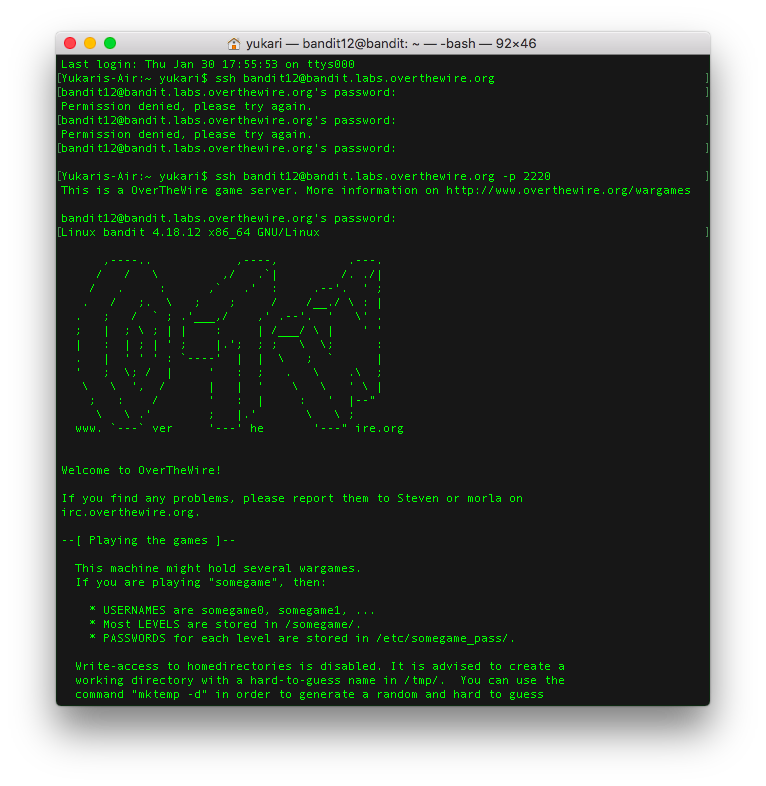 yukari — bandit12@bandit: ~ — -bash — 92×46
Last login: Thu Jan 30 17:55:53 on ttys000
[Yukaris-Air:~ yukari$ ssh bandit12@bandit.labs.overthewire.org ]
[bandit12@bandit.labs.overthewire.org's password: ]
Permission denied, please try again.
[bandit12@bandit.labs.overthewire.org's password: ]
Permission denied, please try again.
[bandit12@bandit.labs.overthewire.org's password: ]
[Yukaris-Air:~ yukari$ ssh bandit12@bandit.labs.overthewire.org -p 2220 ]
This is a OverTheWire game server. More information on http://www.overthewire.org/wargames
bandit12@bandit.labs.overthewire.org's password:
[Linux bandit 4.18.12 x86_64 GNU/Linux ]
      ,----..            ,----,          .---.
     /   /   \         ,/   .`|         /. ./|
    /   .     :      ,`   .'  :     .--'.  ' ;
   .   /   ;.  \   ;    ;     /    /__./ \ : |
  .   ;   /  ` ; .'___,/    ,' .--'.  '   \' .
  ;   |  ; \ ; | |    :     | /___/ \ |    ' '
  |   :  | ; | ' ;    |.';  ; ;   \  \;      :
  .   |  ' ' ' : `----'  |  |  \   ;  `      |
  '   ;  \; /  |     '   :  ;   .   \    .\  ;
   \   \  ',  /      |   |  '    \   \   ' \ |
    ;   :    /       '   :  |     :   '  |--"
     \   \ .'        ;   |.'       \   \ ;
  www. `---` ver     '---' he       '---" ire.org
Welcome to OverTheWire!
If you find any problems, please report them to Steven or morla on
irc.overthewire.org.
--[ Playing the games ]--
This machine might hold several wargames.
If you are playing "somegame", then:
* USERNAMES are somegame0, somegame1, ...
* Most LEVELS are stored in /somegame/.
* PASSWORDS for each level are stored in /etc/somegame_pass/.
Write-access to homedirectories is disabled. It is advised to create a
working directory with a hard-to-guess name in /tmp/.  You can use the
command "mktemp -d" in order to generate a random and hard to guess